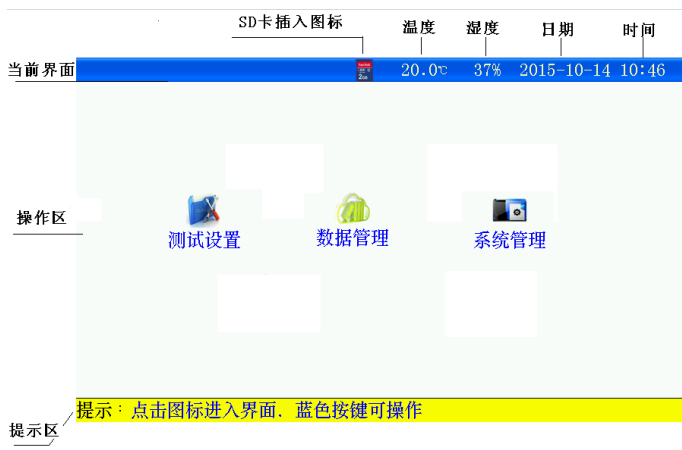 SD卡插入图标
温度 湿度 日期 时间
当前界面
20.0℃ 37% 2015-10-14 10:46
操作区
测试设置 数据管理 系统管理
提示：点击图标进入界面．蓝色按键可操作
提示区